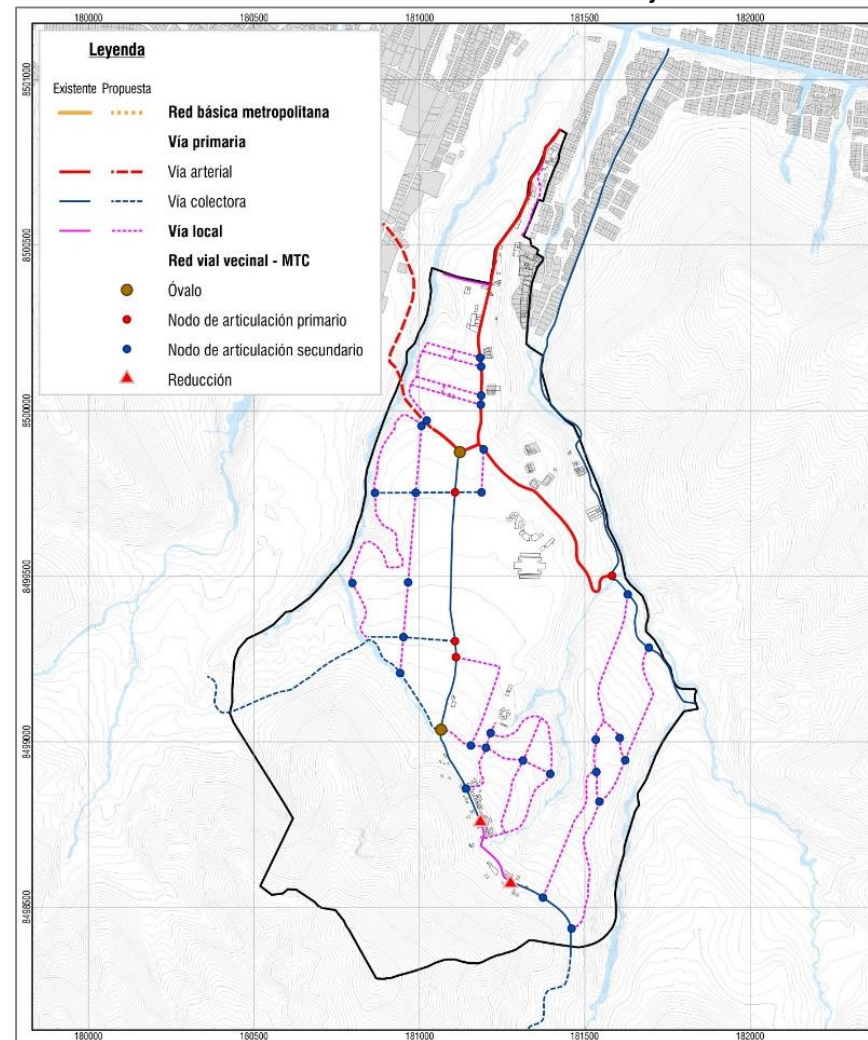 180000 180500 181000 181500 182000
Leyenda
Existente Propuesta
Red básica metropolitana
Vía primaria
Vía arterial
Vía colectora
Vía local
Red vial vecinal - MTC
Óvalo
Nodo de articulación primario
Nodo de articulación secundario
Reducción
8501000
8500500
8500000
8499500
8499000
8498500
180000 180500 181000 181500 182000